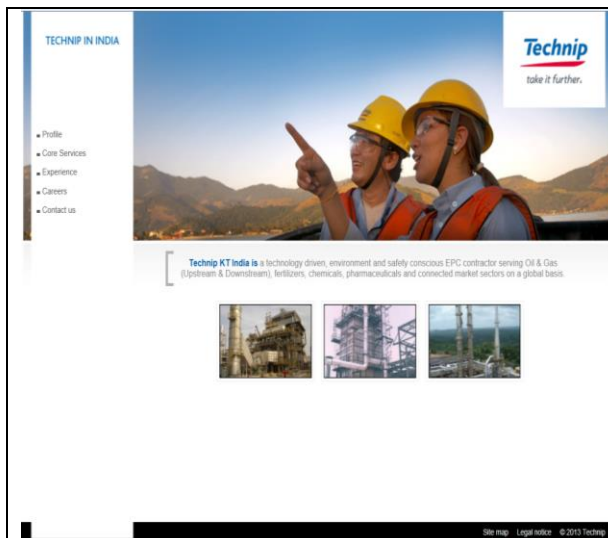 TECHNIP IN INDIA
Technip
take it further.
Profile
Core Services
Experience
Careers
Contact us
Technip KT India is a technology driven, environment and safety conscious EPC contractor serving Oil & Gas
(Upstream & Downstream), fertilizers, chemicals, pharmaceuticals and connected market sectors on a global basis.
Site map Legal notice © 2013 Technip